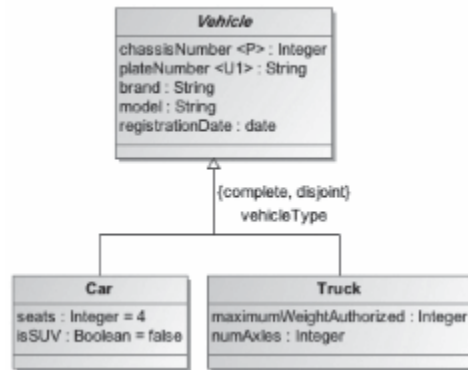 Vehicle
chassisNumber <P> : Integer
plateNumber <U1> : String
brand : String
model : String
registrationDate : date
{complete, disjoint}
vehicleType
Car
seats : Integer = 4
isSUV : Boolean = false
Truck
maximumWeightAuthorized : Integer
numAxles : Integer